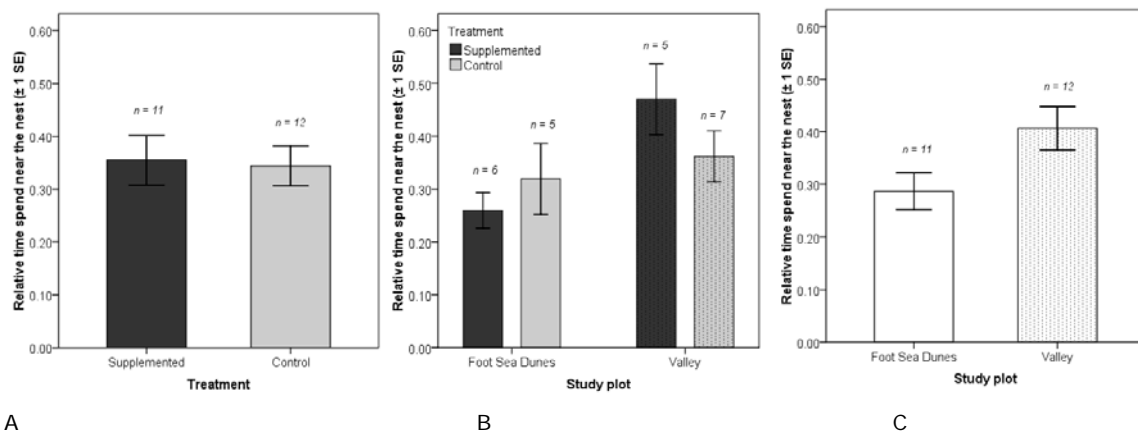 Relative time spend near the nest (± 1 SE)
0.60
0.50
0.40
0.30
0.20
0.10
0.00
n = 11
n = 12
Supplemented
Control
Treatment
A
Relative time spend near the nest (± 1 SE)
0.60
0.50
0.40
0.30
0.20
0.10
0.00
Treatment
Supplemented
Control
n = 6
n = 5
n = 5
n = 7
Foot Sea Dunes
Valley
Study plot
B
Relative time spend near the nest (± 1 SE)
0.60
0.50
0.40
0.30
0.20
0.10
0.00
n = 11
n = 12
Foot Sea Dunes
Valley
Study plot
C